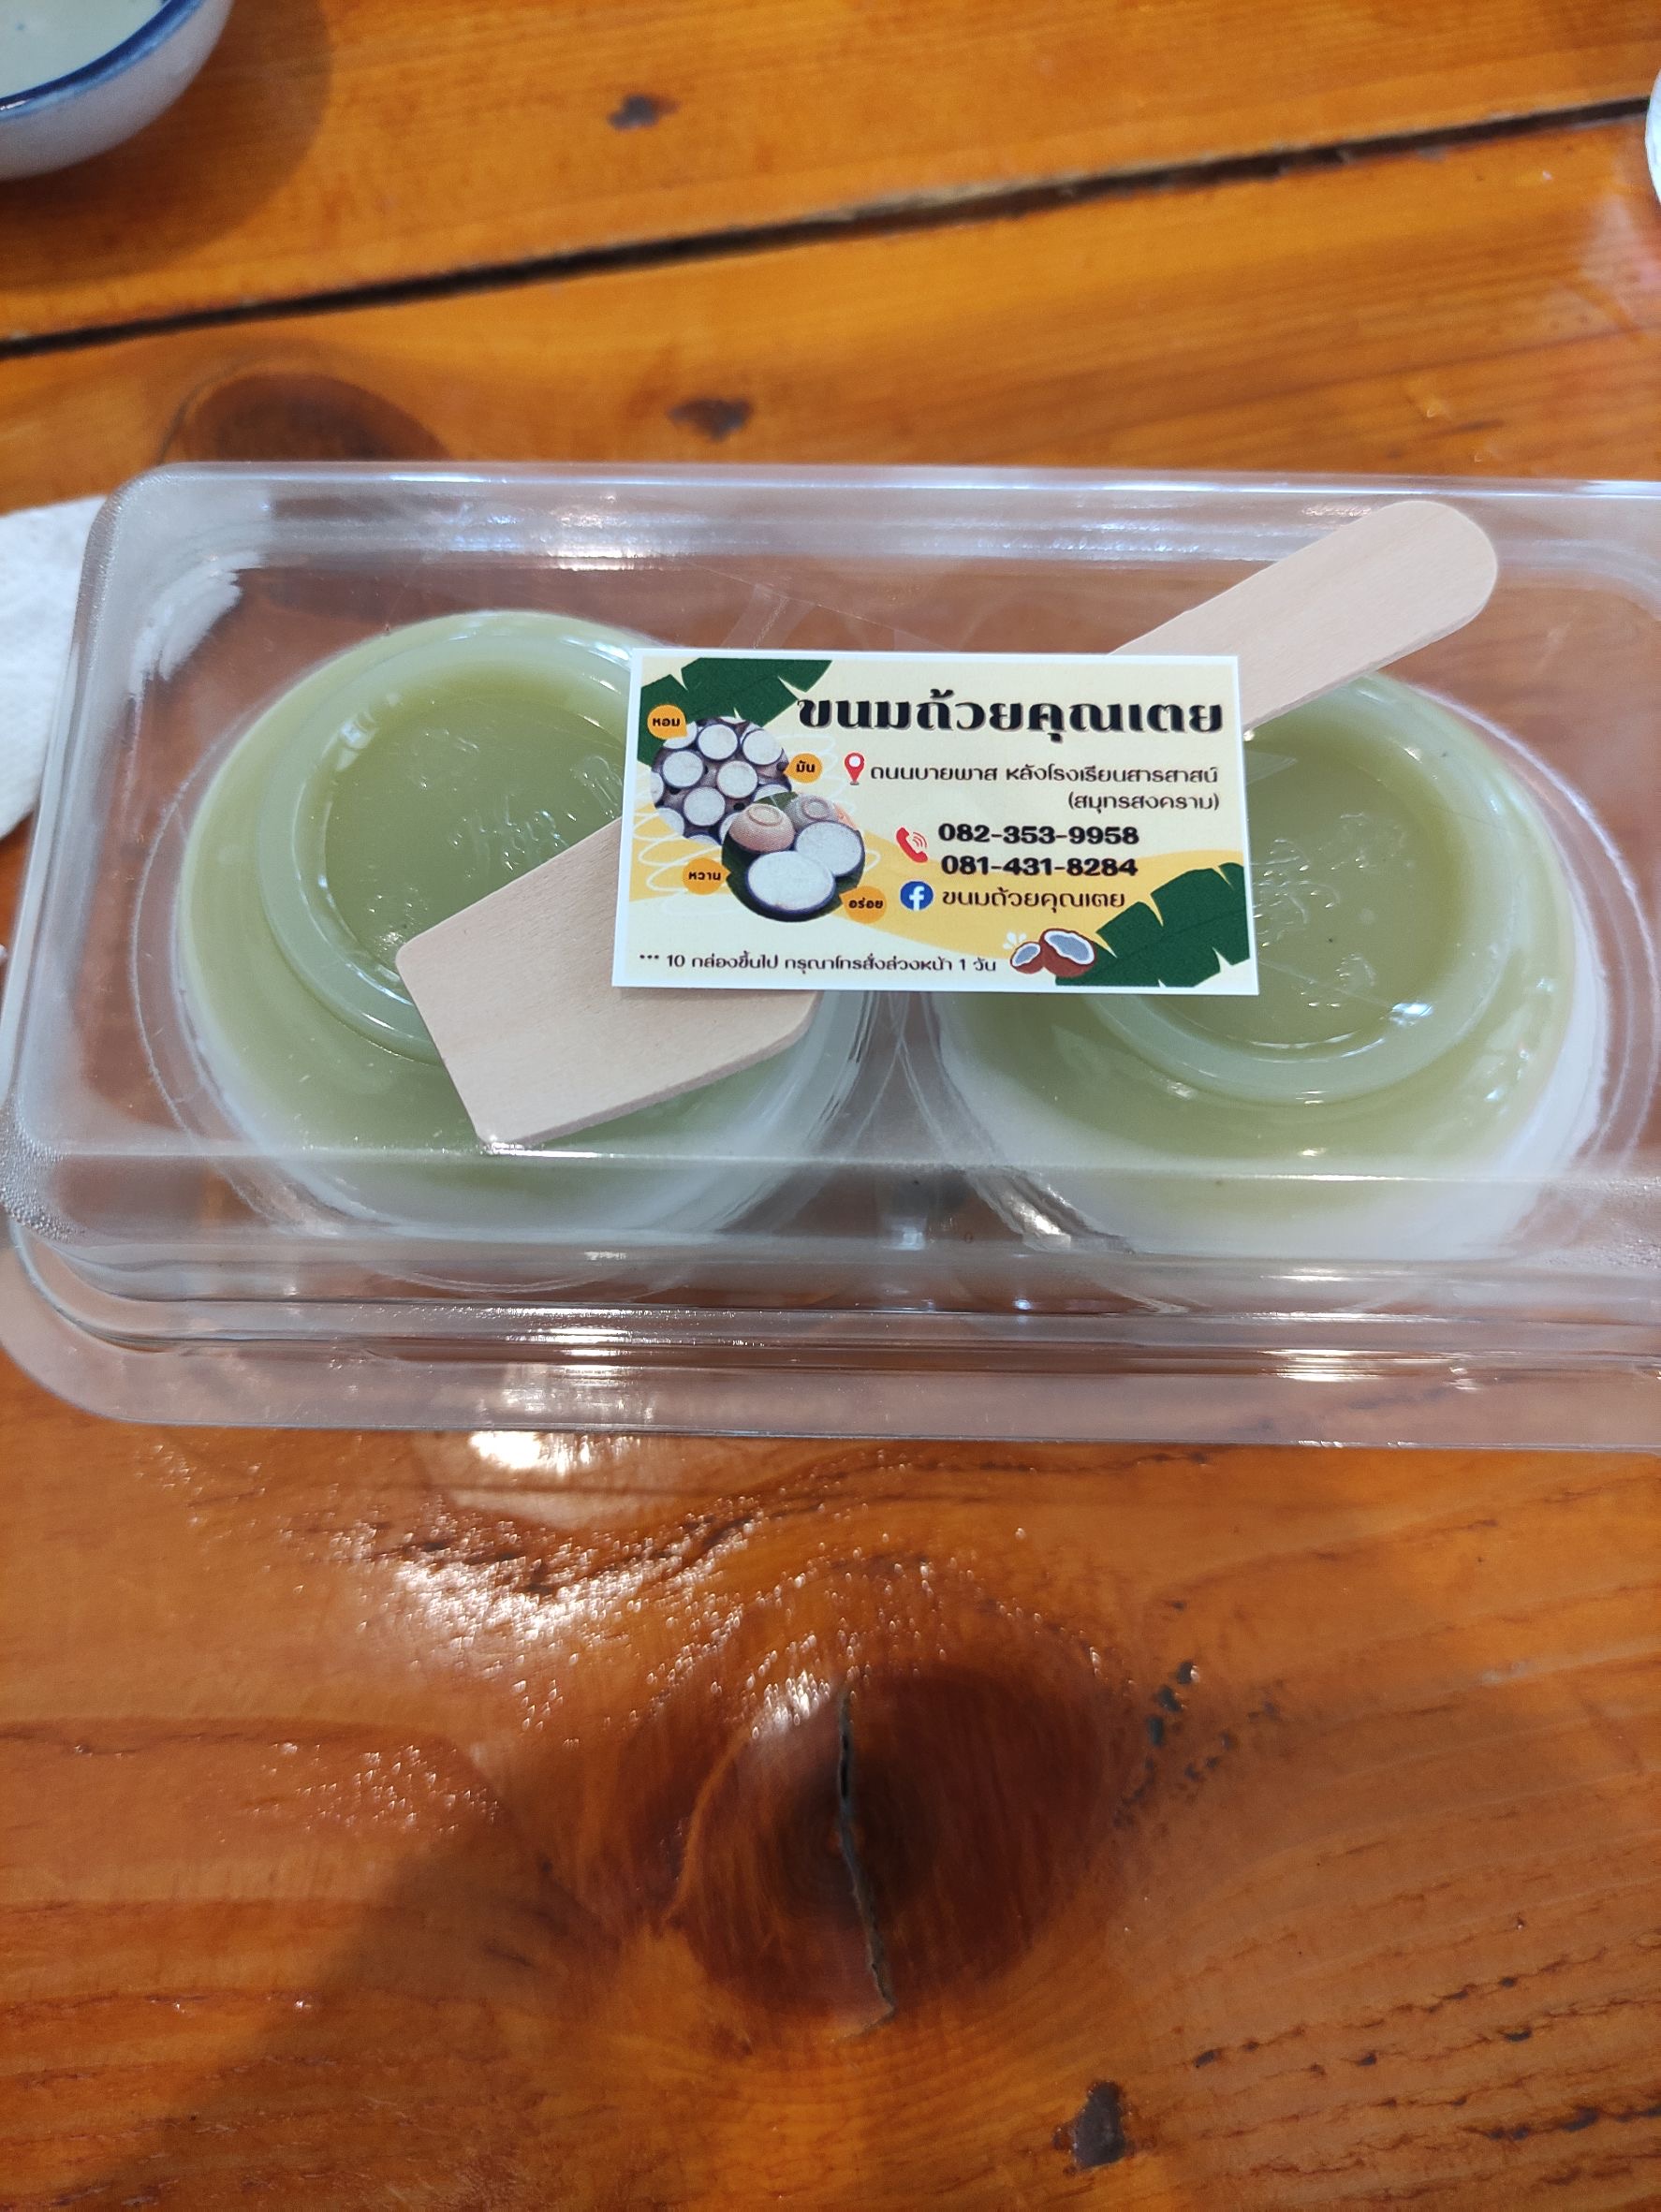 ขนมถ้วยคุณเตย
หอม
มัน
ถนนบายพาส หลังโรงเรียนสารสาสน์
(สมุทรสงคราม)
082-353-9958
081-431-8284
หวาน
อร่อย
ขนมถ้วยคุณเตย
*** 10 กล่องขึ้นไป กรุณาโทรสั่งล่วงหน้า 1 วัน